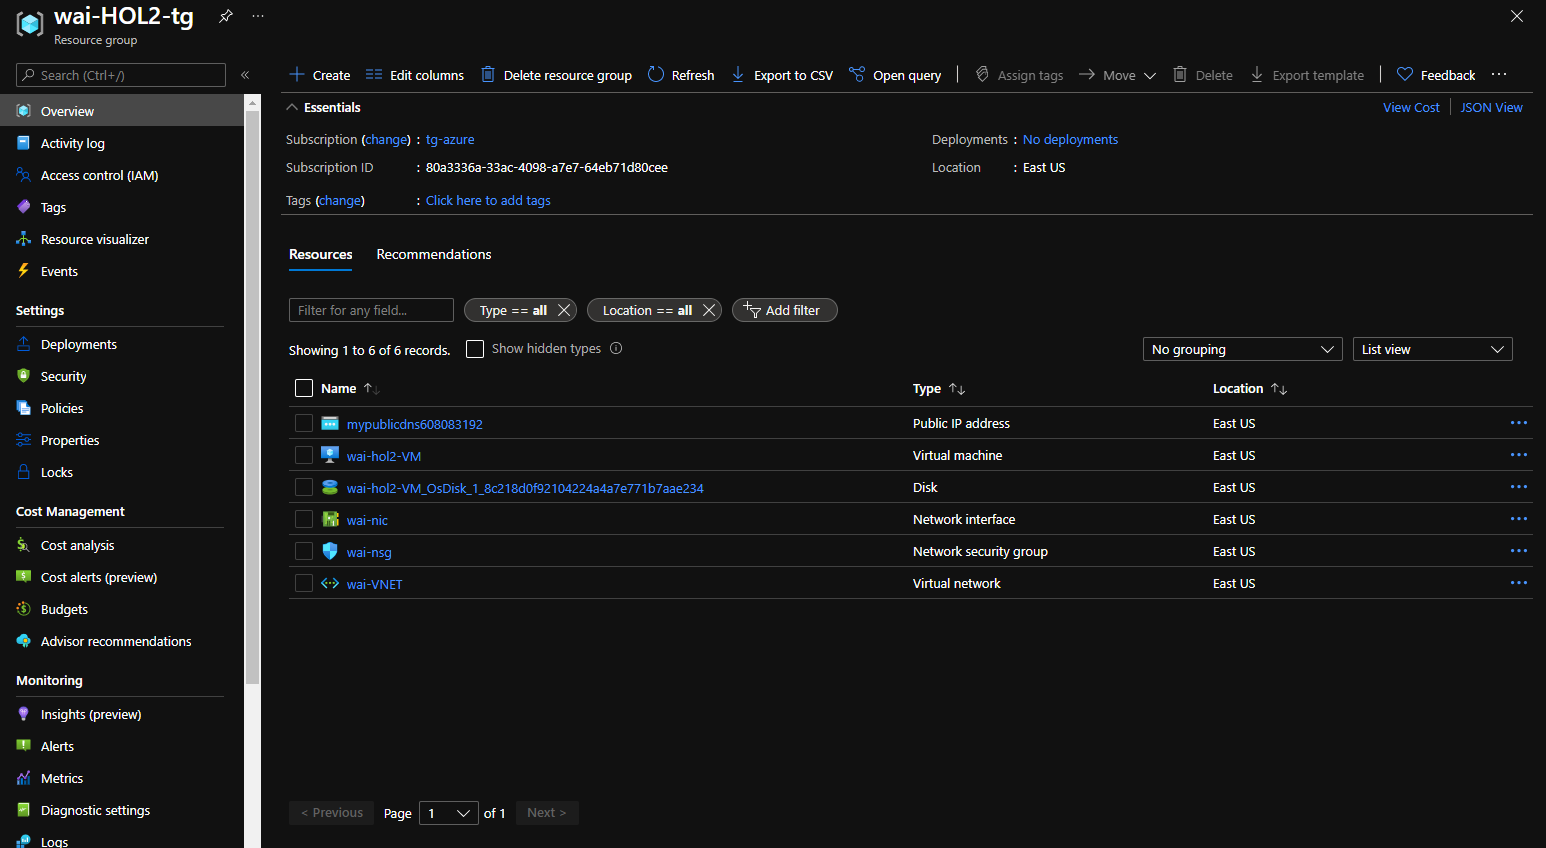 wai-HOL2-tg
Resource group
Search (Ctrl+/)
Overview
Activity log
Access control (IAM)
Tags
Resource visualizer
Events
Settings
Deployments
Security
Policies
Properties
Locks
Cost Management
Cost analysis
Cost alerts (preview)
Budgets
Advisor recommendations
Monitoring
Insights (preview)
Alerts
Metrics
Diagnostic settings
Logs
Create Edit columns Delete resource group Refresh Export to CSV Open query Assign tags Move Delete Export template Feedback
Essentials View Cost JSON View
Subscription (change) : tg-azure Deployments : No deployments
Subscription ID : 80a3336a-33ac-4098-a7e7-64eb71d80cee Location : East US
Tags (change) : Click here to add tags
Resources Recommendations
Filter for any field... Type == all Location == all Add filter
Showing 1 to 6 of 6 records. Show hidden types No grouping List view
Name Type Location
mypublicdns608083192 Public IP address East US
wai-hol2-VM Virtual machine East US
wai-hol2-VM_OsDisk_1_8c218d0f92104224a4a7e771b7aae234 Disk East US
wai-nic Network interface East US
wai-nsg Network security group East US
wai-VNET Virtual network East US
< Previous Page 1 of 1 Next >